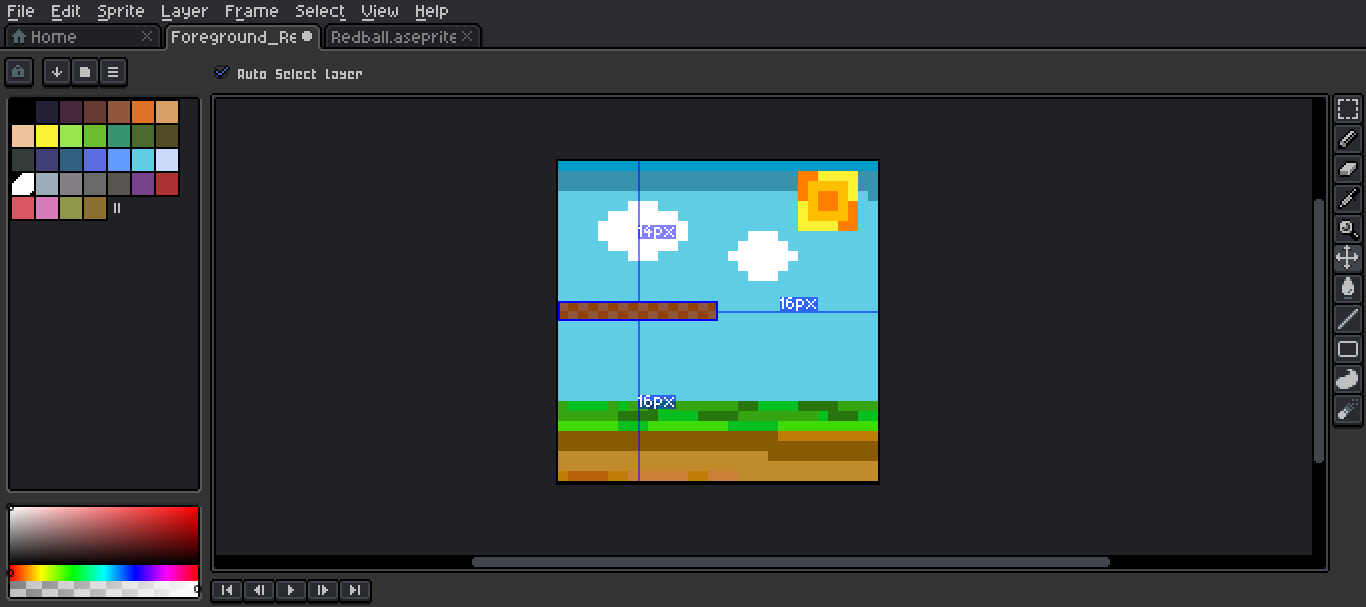 File Edit Sprite Layer Frame Select View Help
Home Foreground_Re Redball.aseprite
Auto Select Layer
14px
16px
16px